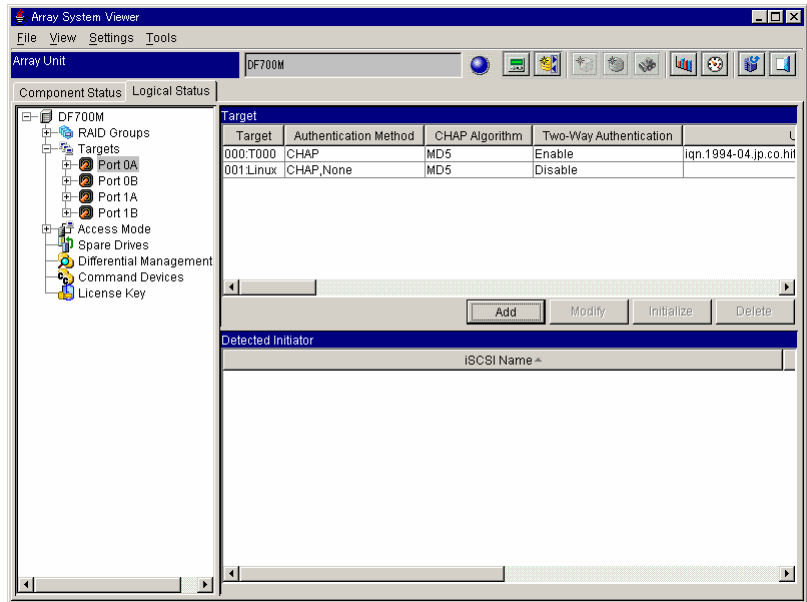 Array System Viewer
File View Settings Tools
Array Unit
DF700M
Component Status
Logical Status
DF700M
RAID Groups
Targets
Port 0A
Port 0B
Port 1A
Port 1B
Access Mode
Spare Drives
Differential Management
Command Devices
License Key
Target
Target Authentication Method CHAP Algorithm Two-Way Authentication
000:T000 CHAP MD5 Enable iqn.1994-04.jp.co.hit
001:Linux CHAP,None MD5 Disable
Add Modify Initialize Delete
Detected Initiator
iSCSI Name